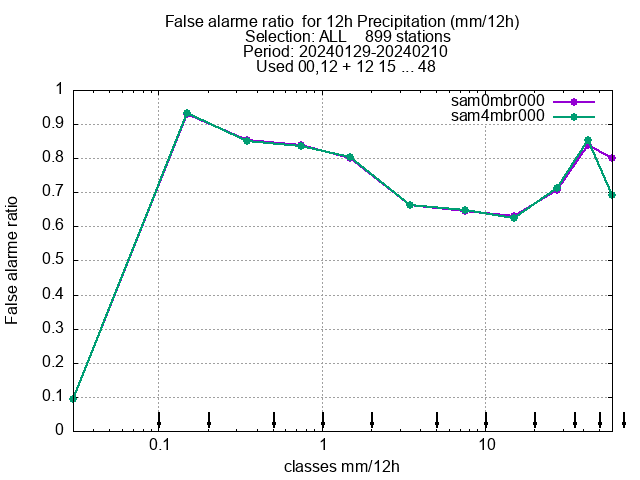 False alarme ratio  for 12h Precipitation (mm/12h)
Selection: ALL    899 stations
Period: 20240129-20240210
Used 00,12 + 12 15 ... 48
sam0mbr000
sam4mbr000
1
0.9
0.8
0.7
0.6
0.5
0.4
0.3
0.2
0.1
0
False alarme ratio
0.1
1
10
classes mm/12h